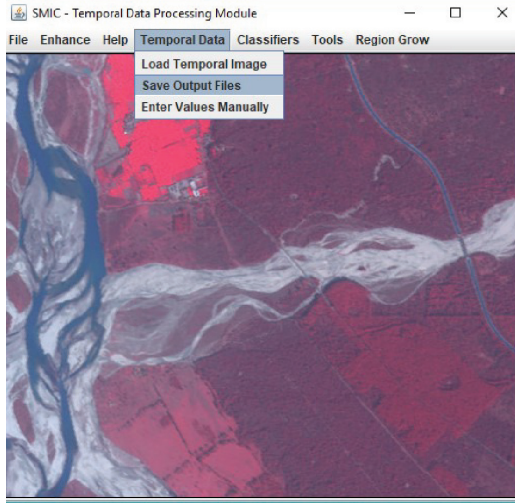 SMIC - Temporal Data Processing Module
File Enhance Help Temporal Data Classifiers Tools Region Grow
Load Temporal Image
Save Output Files
Enter Values Manually